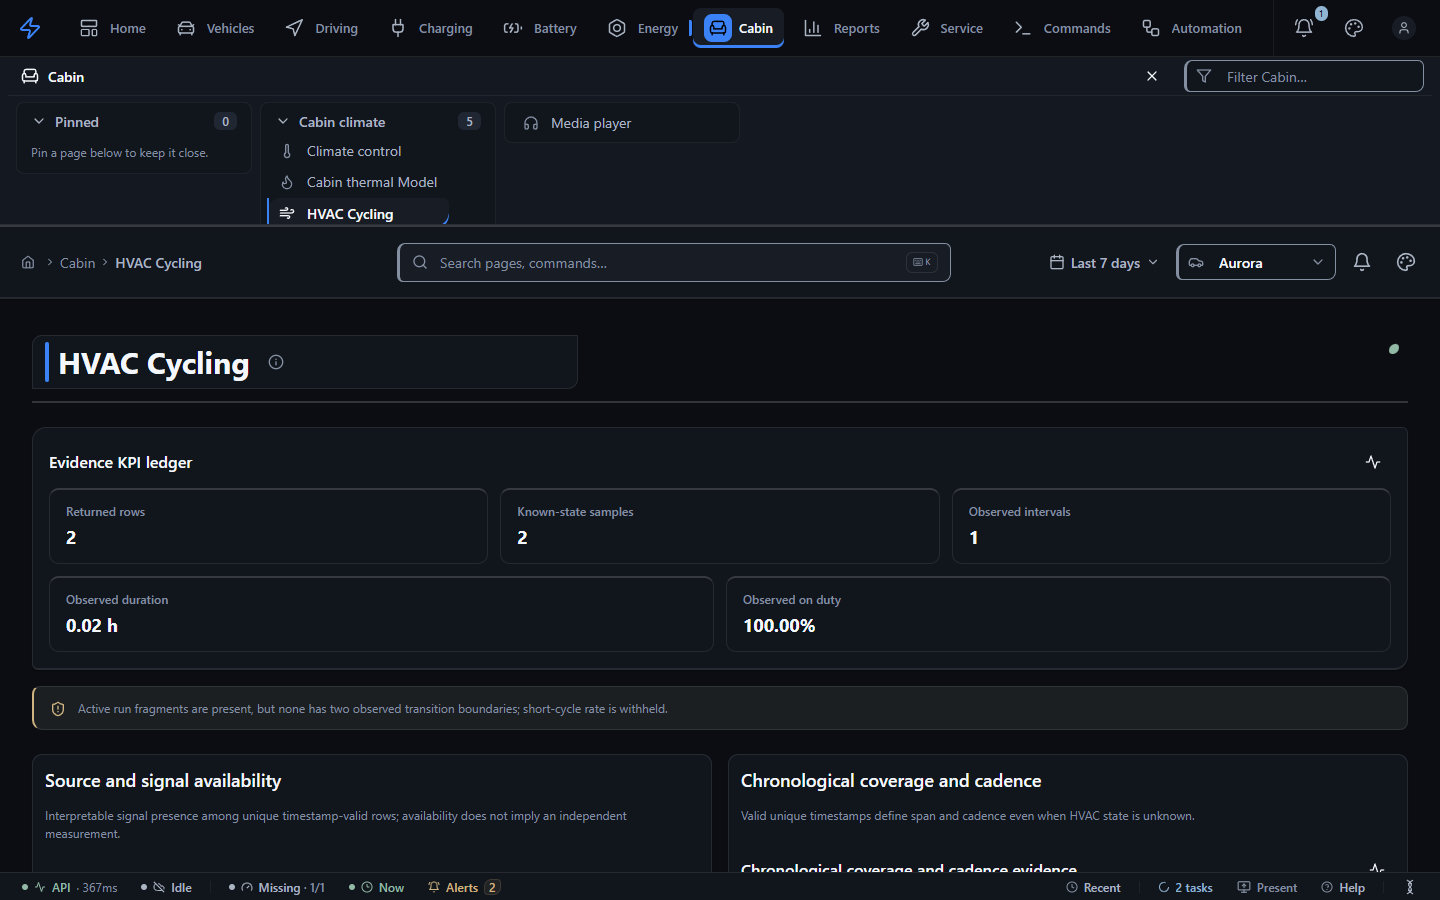 Home
Vehicles
Driving
Charging
Battery
Energy
Cabin
Reports
Service
Commands
Automation
1
Cabin
Filter Cabin...
Pinned
0
Pin a page below to keep it close.
Cabin climate
5
Climate control
Cabin thermal Model
HVAC Cycling
Media player
Cabin
HVAC Cycling
Search pages, commands...
K
Last 7 days
Aurora
HVAC Cycling
Evidence KPI ledger
Returned rows
2
Known-state samples
2
Observed intervals
1
Observed duration
0.02 h
Observed on duty
100.00%
Active run fragments are present, but none has two observed transition boundaries; short-cycle rate is withheld.
Source and signal availability
Interpretable signal presence among unique timestamp-valid rows; availability does not imply an independent
measurement.
Chronological coverage and cadence
Valid unique timestamps define span and cadence even when HVAC state is unknown.
Chronological coverage and cadence evidence
API · 367ms
Idle
Missing · 1/1
Now
Alerts 2
Recent
2 tasks
Present
Help